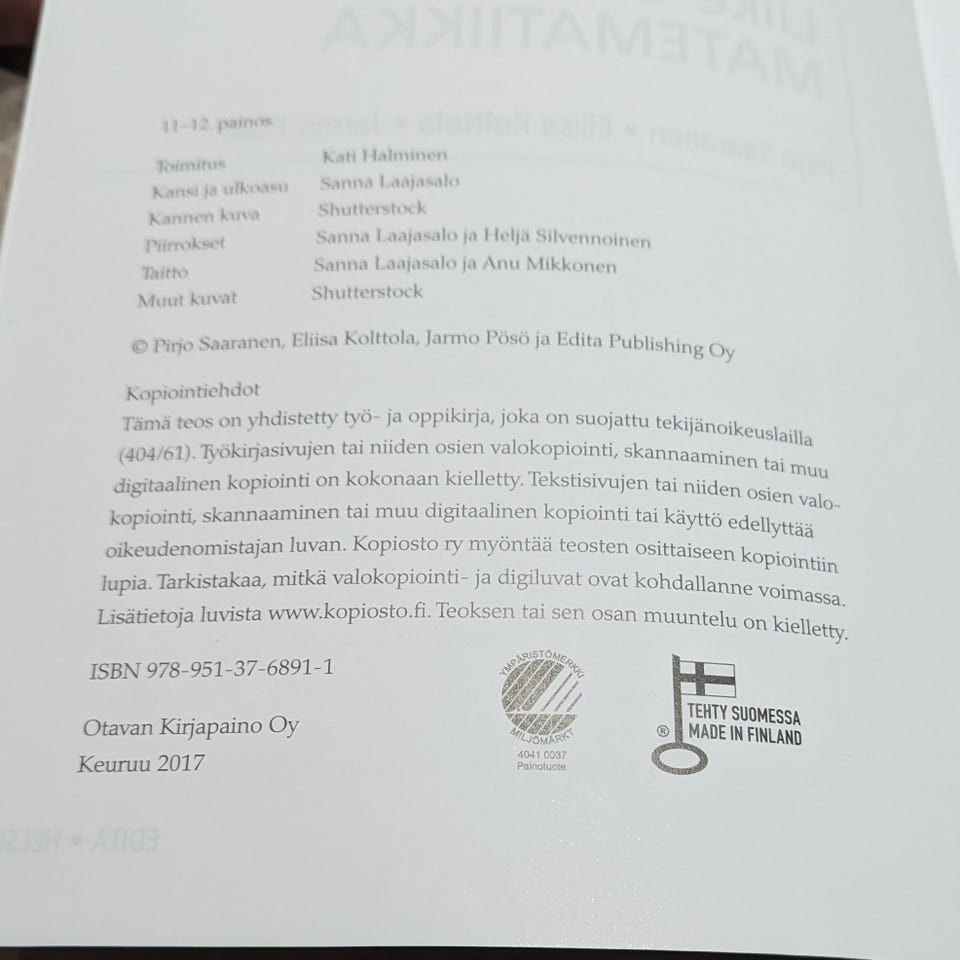 11–12. painos
Toimitus Kati Halminen
Kansi ja ulkoasu Sanna Laajasalo
Kannen kuva Shutterstock
Piirrokset Sanna Laajasalo ja Heljä Silvennoinen
Taitto Sanna Laajasalo ja Anu Mikkonen
Muut kuvat Shutterstock
© Pirjo Saaranen, Eliisa Kolttola, Jarmo Pösö ja Edita Publishing Oy
Kopiointiehdot
Tämä teos on yhdistetty työ- ja oppikirja, joka on suojattu tekijänoikeuslailla
(404/61). Työkirjasivujen tai niiden osien valokopiointi, skannaaminen tai muu
digitaalinen kopiointi on kokonaan kielletty. Tekstisivujen tai niiden osien valo-
kopiointi, skannaaminen tai muu digitaalinen kopiointi tai käyttö edellyttää
oikeudenomistajan luvan. Kopiosto ry myöntää teosten osittaiseen kopiointiin
lupia. Tarkistakaa, mitkä valokopiointi- ja digiluvat ovat kohdallanne voimassa.
Lisätietoja luvista www.kopiosto.fi. Teoksen tai sen osan muuntelu on kielletty.
ISBN 978-951-37-6891-1
Otavan Kirjapaino Oy
Keuruu 2017
YMPÄRISTÖMERKKI
MILJÖMÄRKT
4041 0037
Painotuote
TEHTY SUOMESSA
® MADE IN FINLAND
LIIKE
MATEMATIIKKA
Pirjo Saaranen • Eliisa Kolttola • Jarmo Pösö
EDITA • HELSI